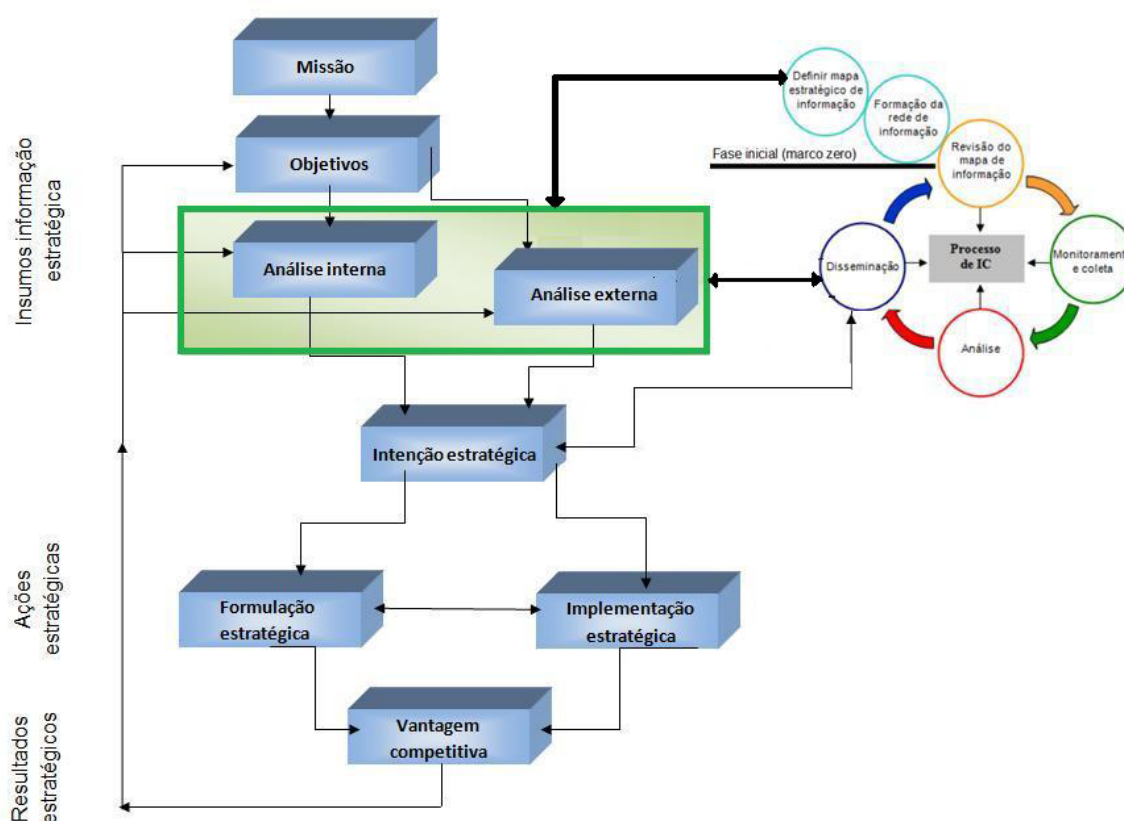 Missão
Definir mapa
estratégico de
informação
Formação da
rede de
informação
Fase inicial (marco zero)
Revisão do
mapa de
informação
Objetivos
Insumos informação
estratégica
Análise interna
Análise externa
Disseminação
Processo
de IC
Monitorament
e coleta
Análise
Intenção estratégica
Ações
estratégicas
Formulação
estratégica
Implementação
estratégica
Resultados
estratégicos
Vantagem
competitiva